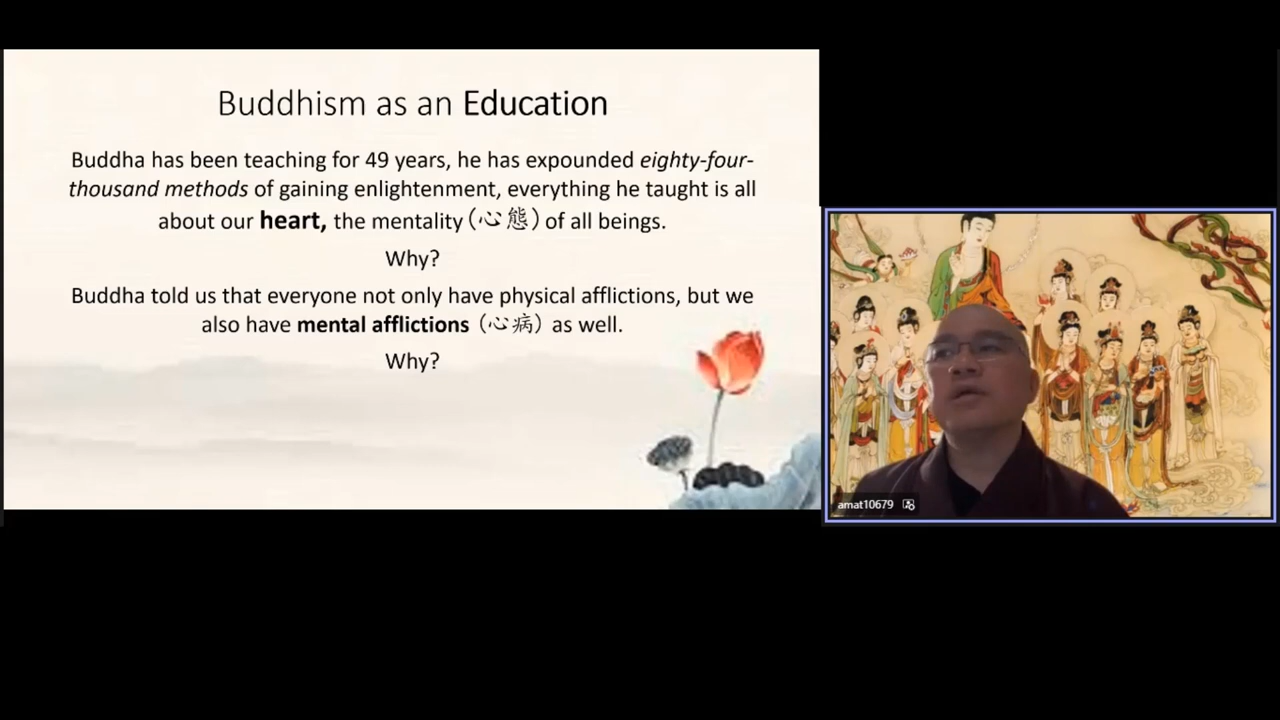 Buddhism as an Education
Buddha has been teaching for 49 years, he has expounded eighty-four-
thousand methods of gaining enlightenment, everything he taught is all
about our heart, the mentality（心態）of all beings.
Why?
Buddha told us that everyone not only have physical afflictions, but we
also have mental afflictions（心病）as well.
Why?
amat10679